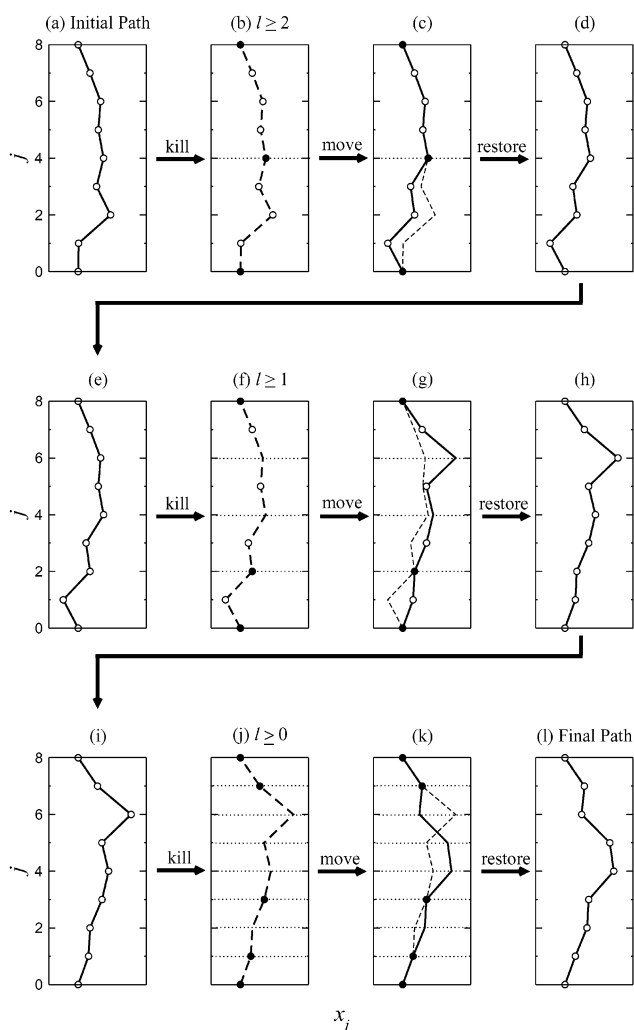 (a) Initial Path (b) l ≥ 2 (c) (d)
8
6
j 4 kill move restore
2
0
(e) (f) l ≥ 1 (g) (h)
8
6
j 4 kill move restore
2
0
(i) (j) l ≥ 0 (k) (l) Final Path
8
6
j 4 kill move restore
2
0
x_j